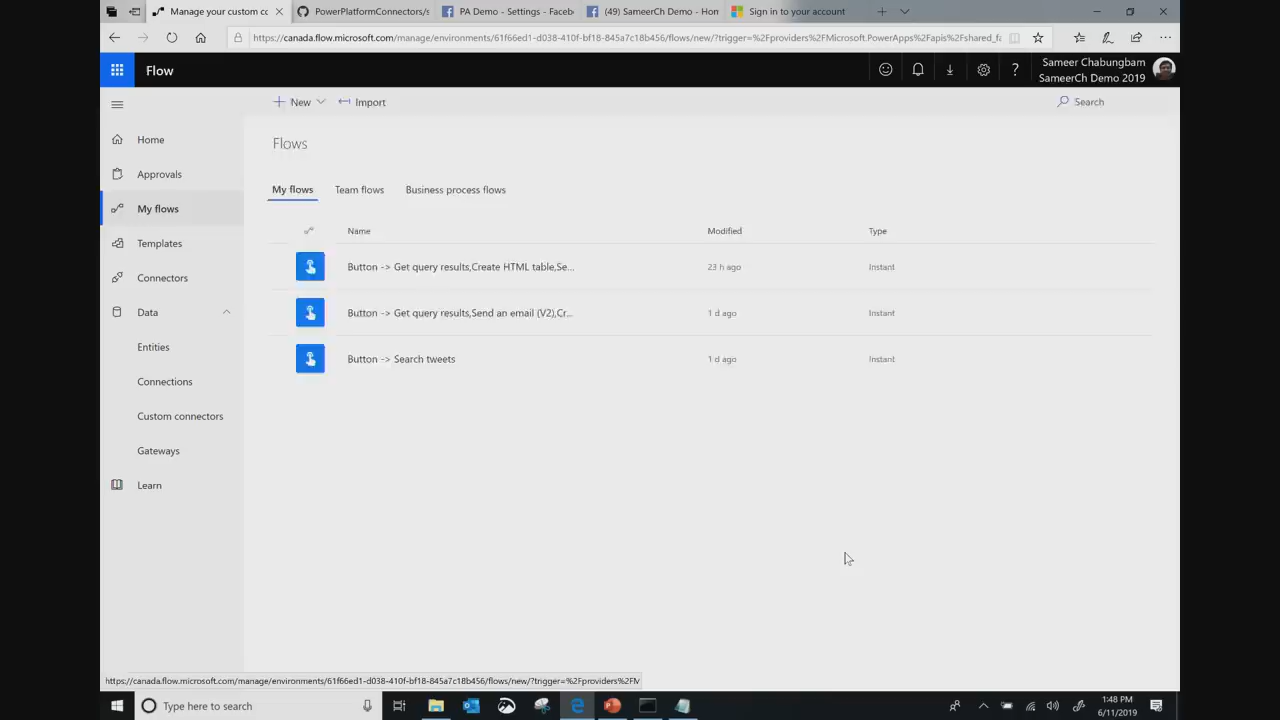 Manage your custom co
PowerPlatformConnectors/s
PA Demo - Settings - Faceb
(49) SameerCh Demo - Hom
Sign in to your account
https://canada.flow.microsoft.com/manage/environments/61f66ed1-d038-410f-bf18-845a7c18b456/flows/new/?trigger=%2Fproviders%2FMicrosoft.PowerApps%2Fapis%2Fshared_fa
Flow
Sameer Chabungbam
SameerCh Demo 2019
New
Import
Search
Home
Approvals
My flows
Templates
Connectors
Data
Entities
Connections
Custom connectors
Gateways
Learn
Flows
My flows Team flows Business process flows
Name Modified Type
Button -> Get query results,Create HTML table,Se... 23 h ago Instant
Button -> Get query results,Send an email (V2),Cr... 1 d ago Instant
Button -> Search tweets 1 d ago Instant
https://canada.flow.microsoft.com/manage/environments/61f66ed1-d038-410f-bf18-845a7c18b456/flows/new/?trigger=%2Fproviders%2FM
Type here to search
1:48 PM
6/11/2019